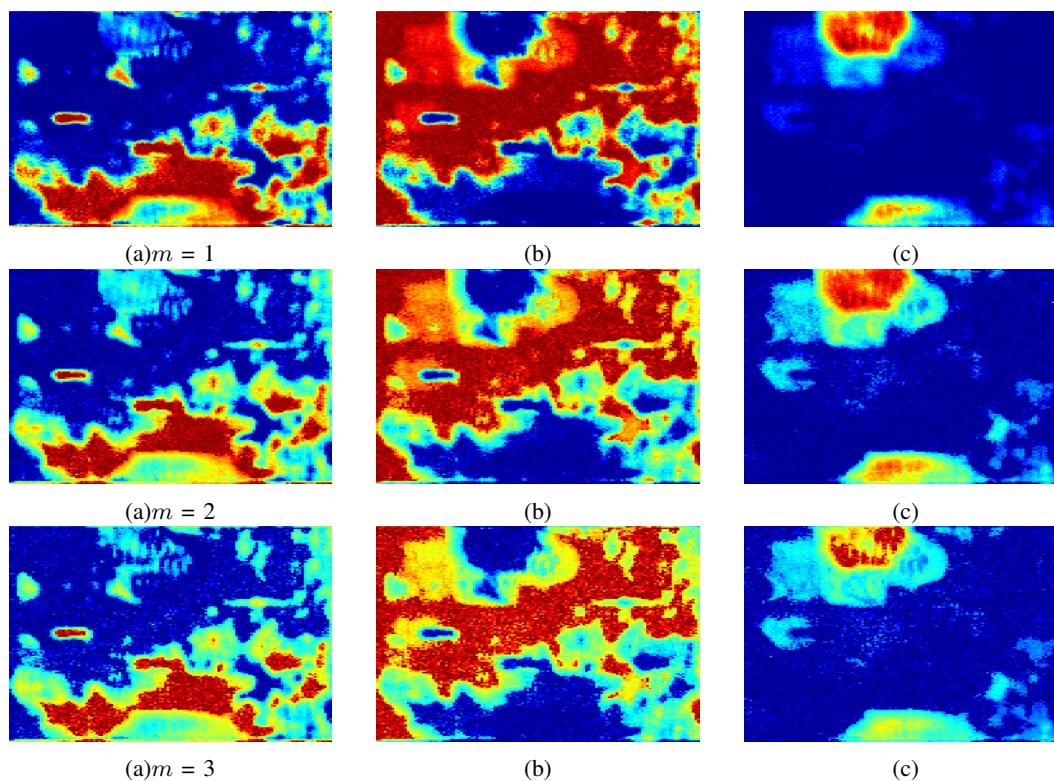 (a)m = 1 (b) (c)
(a)m = 2 (b) (c)
(a)m = 3 (b) (c)